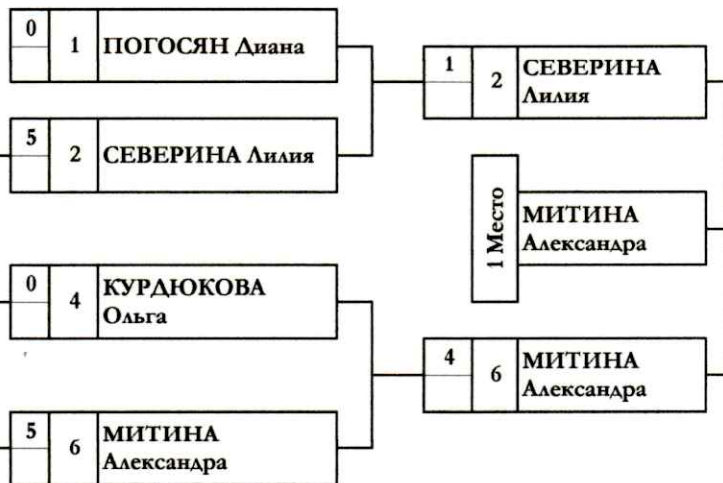 0
1 ПОГОСЯН Диана
5
2 СЕВЕРИНА Лилия
0
4 КУРДЮКОВА
Ольга
5
6 МИТИНА
Александра
1
2 СЕВЕРИНА
Лилия
1 Место
МИТИНА
Александра
4
6 МИТИНА
Александра